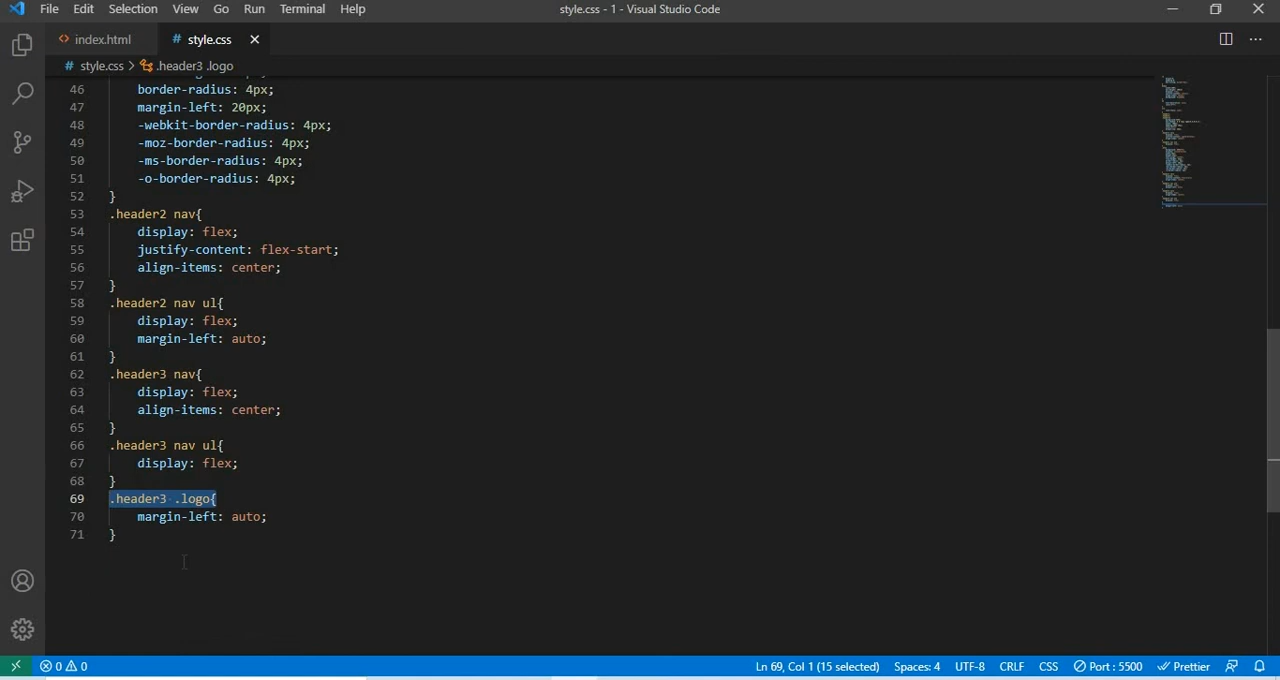 File Edit Selection View Go Run Terminal Help style.css - 1 - Visual Studio Code
index.html style.css
style.css > .header3 .logo
46 border-radius: 4px;
47 margin-left: 20px;
48 -webkit-border-radius: 4px;
49 -moz-border-radius: 4px;
50 -ms-border-radius: 4px;
51 -o-border-radius: 4px;
52 }
53 .header2 nav{
54 display: flex;
55 justify-content: flex-start;
56 align-items: center;
57 }
58 .header2 nav ul{
59 display: flex;
60 margin-left: auto;
61 }
62 .header3 nav{
63 display: flex;
64 align-items: center;
65 }
66 .header3 nav ul{
67 display: flex;
68 }
69 .header3 .logo{
70 margin-left: auto;
71 }
0 0 Ln 69, Col 1 (15 selected) Spaces: 4 UTF-8 CRLF CSS Port : 5500 Prettier